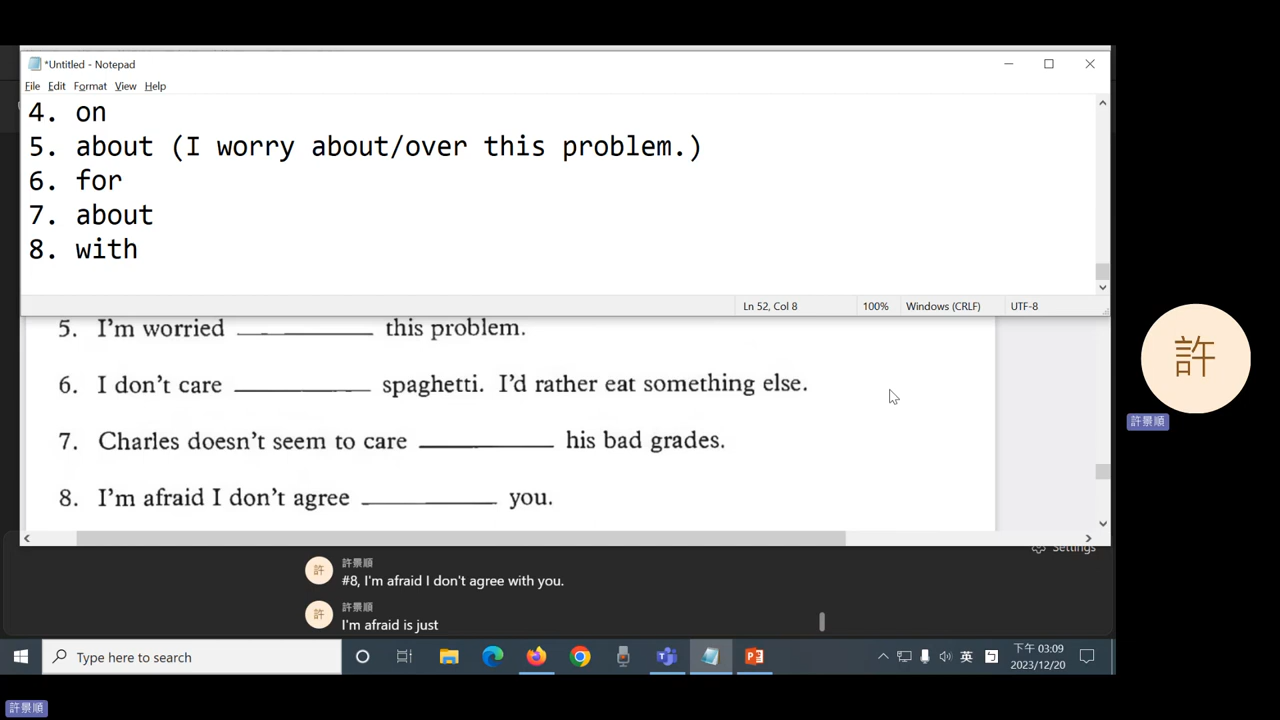 *Untitled - Notepad
File Edit Format View Help
4. on
5. about (I worry about/over this problem.)
6. for
7. about
8. with
Ln 52, Col 8 100% Windows (CRLF) UTF-8
5. I'm worried __________ this problem.
6. I don't care __________ spaghetti. I'd rather eat something else.
7. Charles doesn't seem to care __________ his bad grades.
8. I'm afraid I don't agree __________ you.
Settings
許 許景順
#8, I'm afraid I don't agree with you.
許 許景順
I'm afraid is just
許
許景順
Type here to search
英
下午 03:09
2023/12/20
許景順